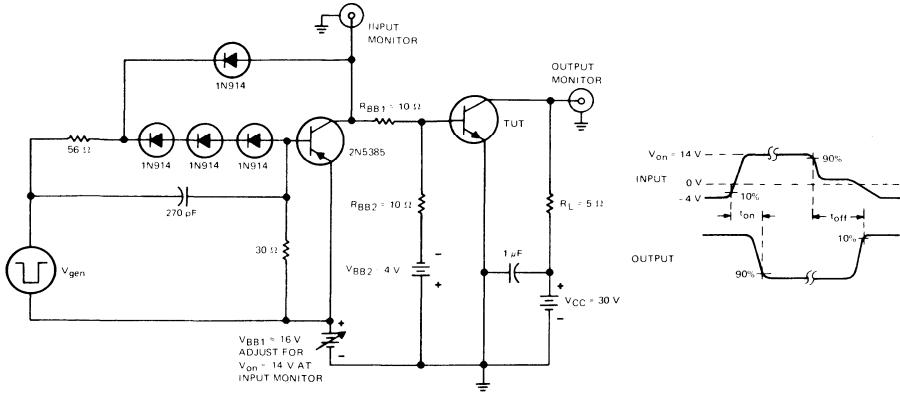 INPUT
MONITOR
1N914
OUTPUT
MONITOR
RBB1 = 10 Ω
TUT
56 Ω
1N914
1N914
1N914
2N5385
270 pF
RBB2 = 10 Ω
RL = 5 Ω
30 Ω
Vgen
VBB2 = 4 V
-
+
1 µF
+
-
VCC = 30 V
+
-
VBB1 = 16 V
ADJUST FOR
Von = 14 V AT
INPUT MONITOR
Von = 14 V
90%
INPUT
0 V
-4 V
10%
ton
toff
10%
OUTPUT
90%